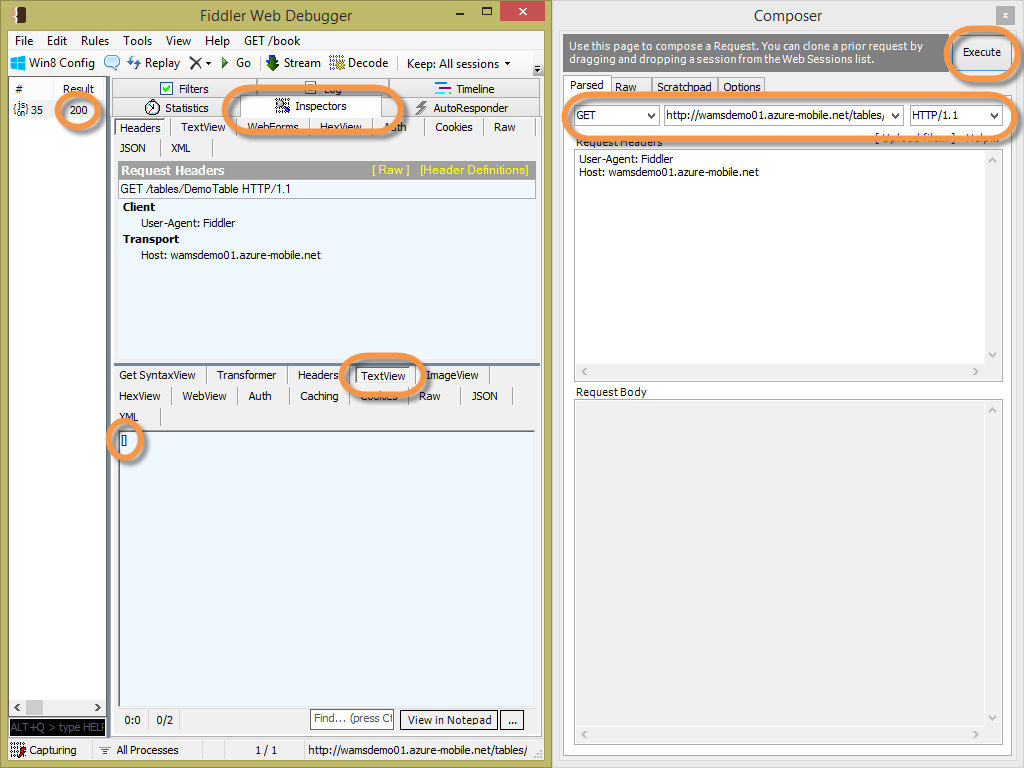 Fiddler Web Debugger
File Edit Rules Tools View Help GET /book
Win8 Config Replay Go Stream Decode Keep: All sessions
# Result
35 200
Filters Log Timeline
Statistics Inspectors AutoResponder
Headers TextView WebForms HexView Auth Cookies Raw
JSON XML
Request Headers [ Raw ] [Header Definitions]
GET /tables/DemoTable HTTP/1.1
Client
User-Agent: Fiddler
Transport
Host: wamsdemo01.azure-mobile.net
Get SyntaxView Transformer Headers TextView ImageView
HexView WebView Auth Caching Cookies Raw JSON
XML
[]
0:0 0/2 Find... (press Ct View in Notepad ...
ALT+Q > type HELP
Capturing All Processes 1 / 1 http://wamsdemo01.azure-mobile.net/tables/
Composer
Use this page to compose a Request. You can clone a prior request by
dragging and dropping a session from the Web Sessions list.
Execute
Parsed Raw Scratchpad Options
GET http://wamsdemo01.azure-mobile.net/tables/ HTTP/1.1
Request Headers [ Upload file... ] Help...
User-Agent: Fiddler
Host: wamsdemo01.azure-mobile.net
Request Body